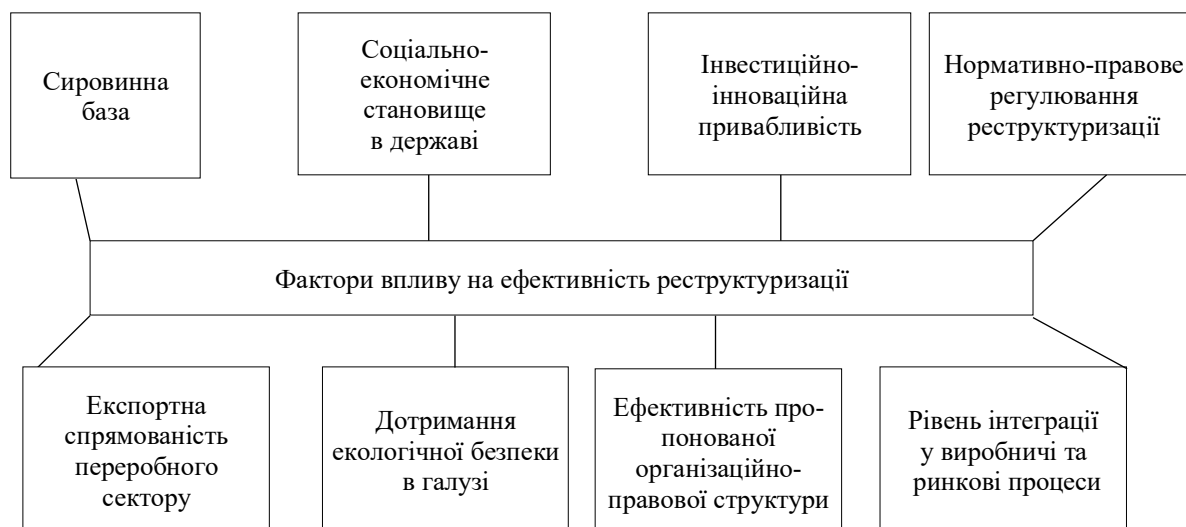 Сировинна
база
Соціально-
економічне
становище
в державі
Інвестиційно-
інноваційна
привабливість
Нормативно-правове
регулювання
реструктуризації
Фактори впливу на ефективність реструктуризації
Експортна
спрямованість
переробного
сектору
Дотримання
екологічної безпеки
в галузі
Ефективність про-
понованої
організаційно-
правової структури
Рівень інтеграції
у виробничі та
ринкові процеси